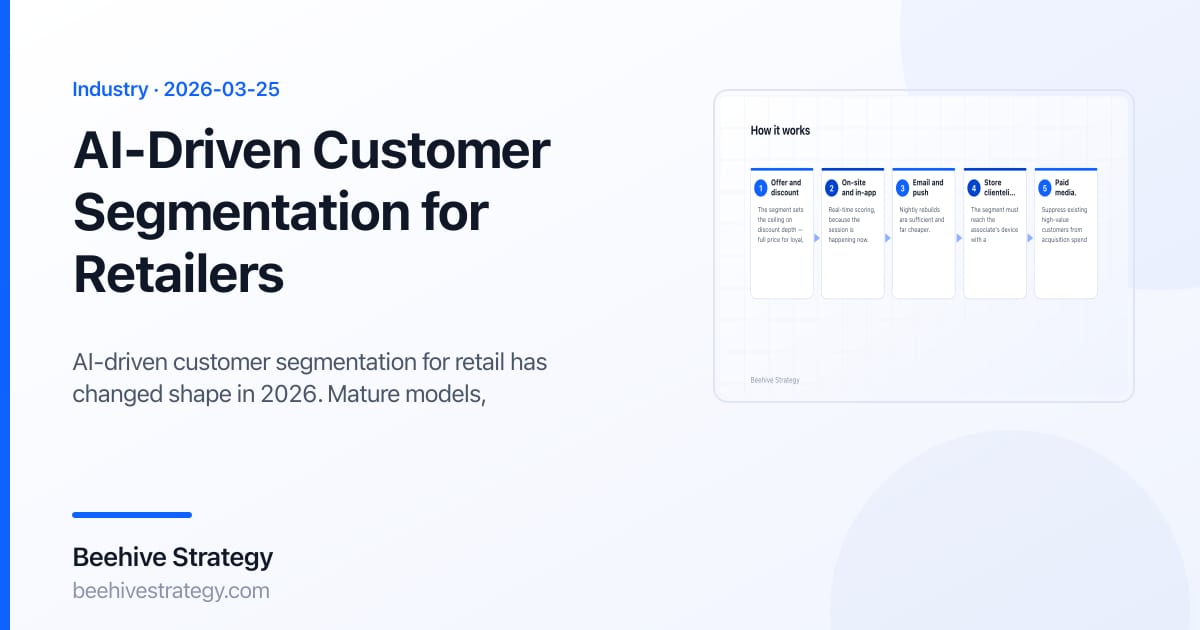 Industry · 2026-03-25
AI-Driven Customer
Segmentation for
Retailers
AI-driven customer segmentation for retail has
changed shape in 2026. Mature models,
Beehive Strategy
beehivestrategy.com
How it works
1
Offer and
discount
The segment sets
the ceiling on
discount depth —
full price for loyal,
2
On-site
and in-app
Real-time scoring,
because the
session is
happening now.
3
Email and
push
Nightly rebuilds
are sufficient and
far cheaper.
4
Store
clienteli...
The segment must
reach the
associate's device
with a
5
Paid
media.
Suppress existing
high-value
customers from
acquisition spend
Beehive Strategy